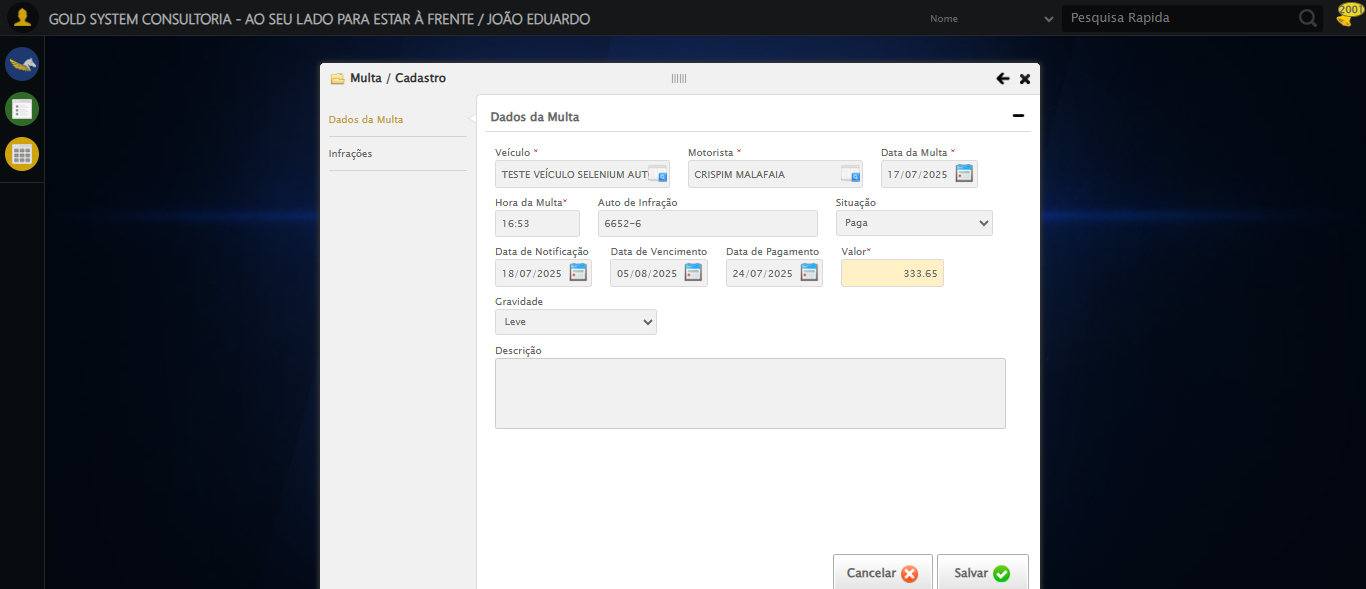 GOLD SYSTEM CONSULTORIA - AO SEU LADO PARA ESTAR À FRENTE / JOÃO EDUARDO
Nome
Pesquisa Rapida
2001
Multa / Cadastro
Dados da Multa
Infrações
Dados da Multa
Veículo * Motorista * Data da Multa *
TESTE VEÍCULO SELENIUM AUT CRISPIM MALAFAIA 17/07/2025
Hora da Multa* Auto de Infração Situação
16:53 6652-6 Paga
Data de Notificação Data de Vencimento Data de Pagamento Valor*
18/07/2025 05/08/2025 24/07/2025 333.65
Gravidade
Leve
Descrição
Cancelar Salvar